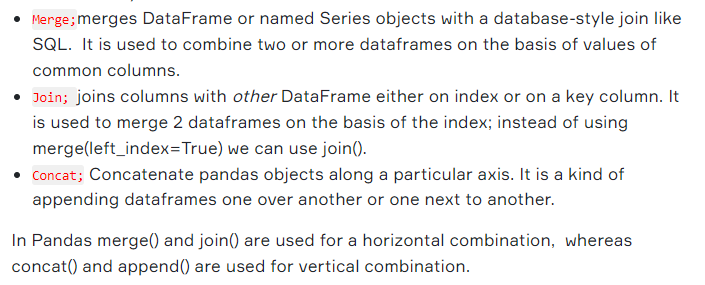 • Merge;merges DataFrame or named Series objects with a database-style join like
SQL.  It is used to combine two or more dataframes on the basis of values of
common columns.
• Join; joins columns with other DataFrame either on index or on a key column. It
is used to merge 2 dataframes on the basis of the index; instead of using
merge(left_index=True) we can use join().
• Concat; Concatenate pandas objects along a particular axis. It is a kind of
appending dataframes one over another or one next to another.
In Pandas merge() and join() are used for a horizontal combination,  whereas
concat() and append() are used for vertical combination.